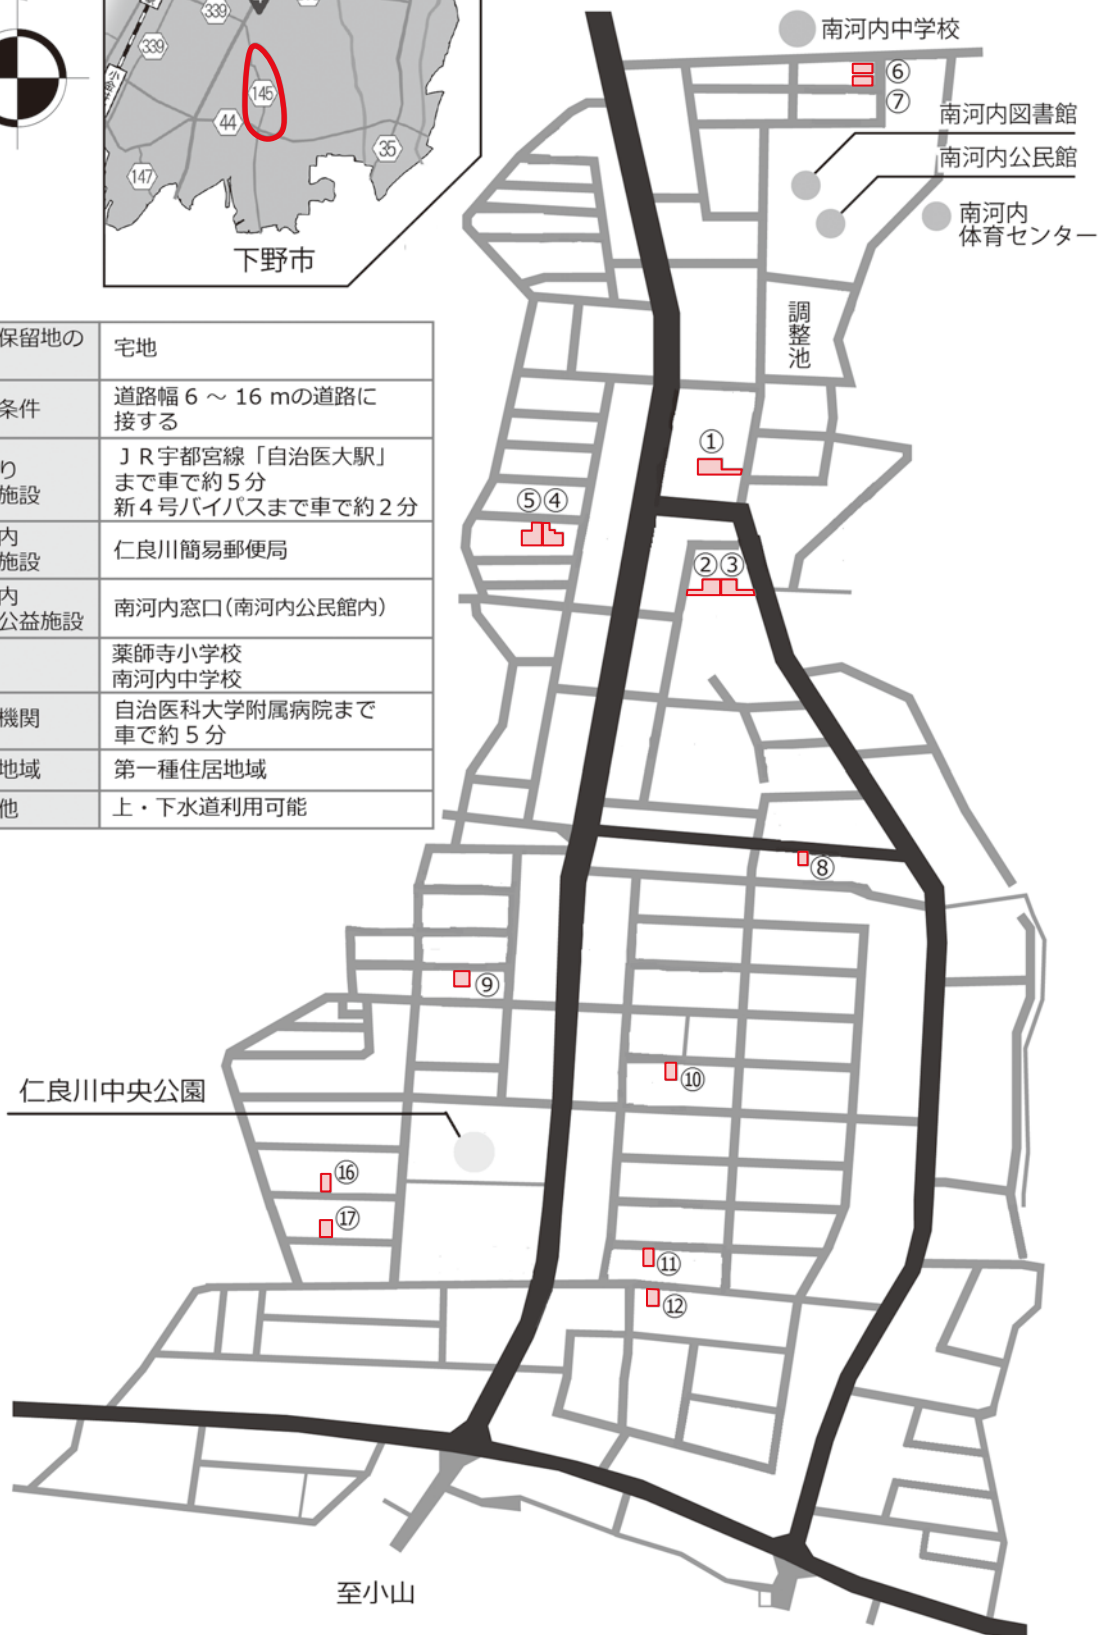 339
339
小金井
145
44
35
147
下野市
保留地の
宅地
条件
道路幅６～16 mの道路に
接する
り
施設
ＪＲ宇都宮線「自治医大駅」
まで車で約５分
新４号バイパスまで車で約２分
内
施設
仁良川簡易郵便局
内
公益施設
南河内窓口（南河内公民館内）
薬師寺小学校
南河内中学校
機関
自治医科大学附属病院まで
車で約５分
地域
第一種住居地域
他
上・下水道利用可能
南河内中学校
⑥
⑦
南河内図書館
南河内公民館
南河内
体育センター
調整池
①
⑤④
②③
⑧
⑨
⑩
仁良川中央公園
⑯
⑰
⑪
⑫
至小山